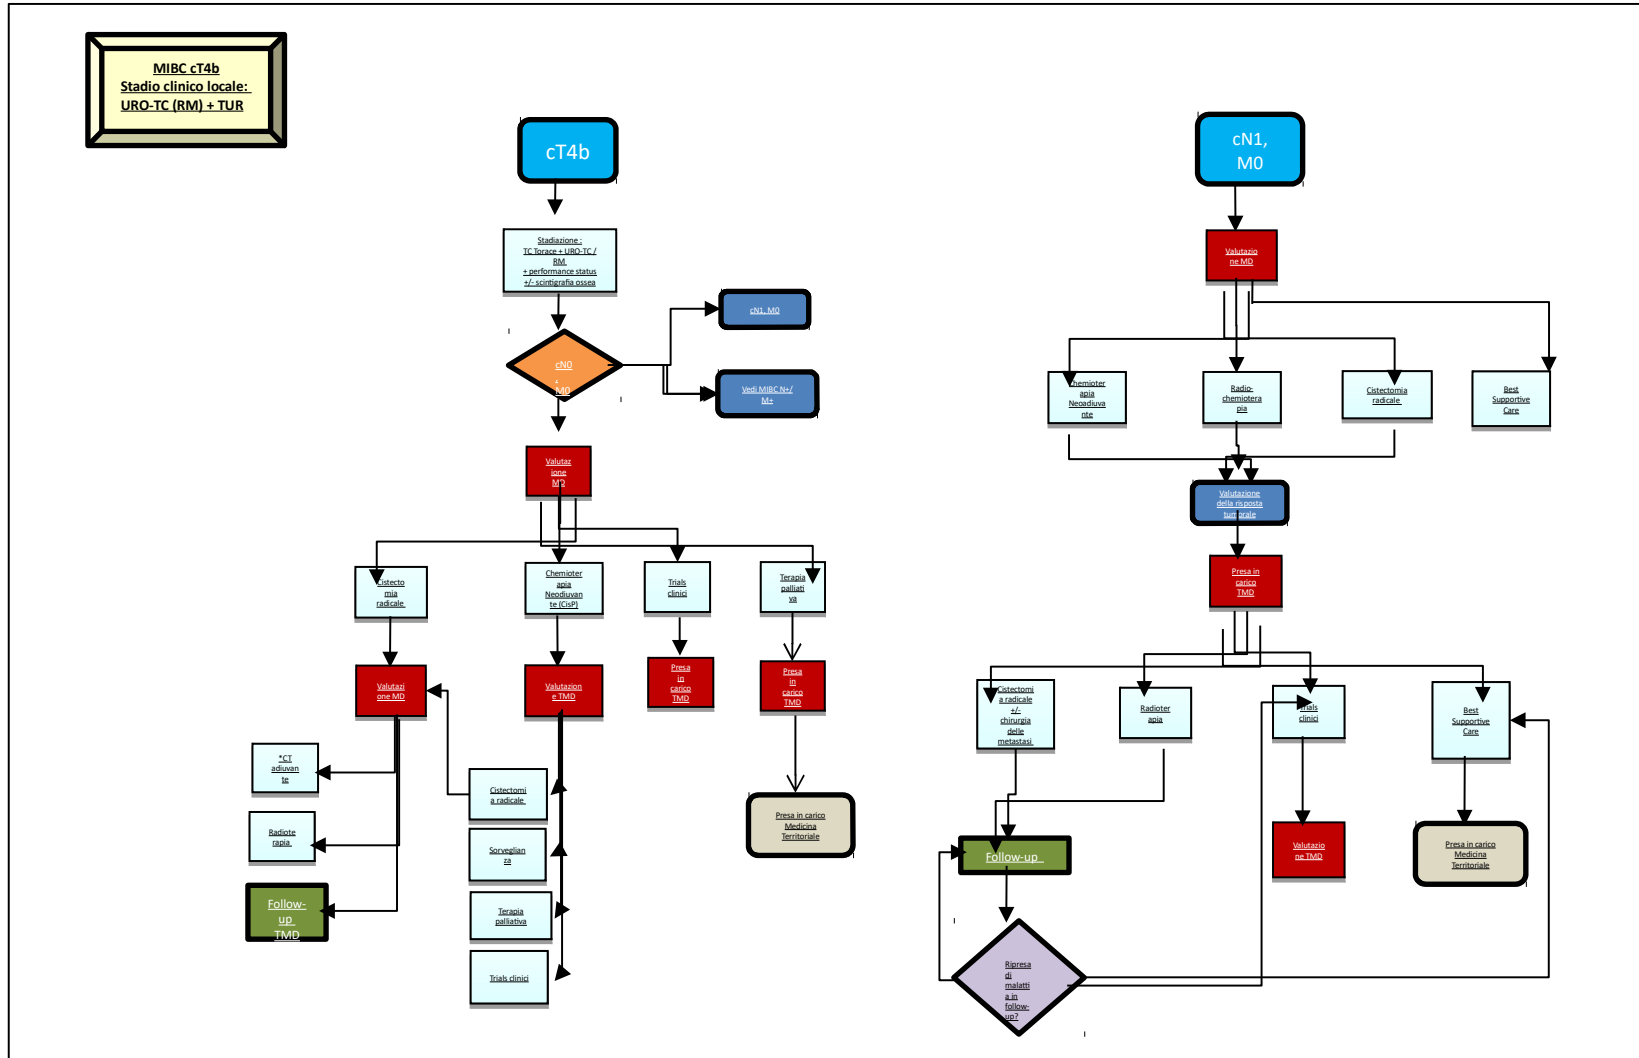 MIBC cT4b
Stadio clinico locale:
URO-TC (RM) + TUR
cT4b
Stadiazione :
TC Torace + URO-TC /
RM
+ performance status
+/- scintigrafia ossea
cN1, M0
cN0
,
M0
Vedi MIBC N+/
M+
Valutaz
ione
MD
Cistecto
mia
radicale
Chemioter
apia
Neodiuvan
te (CisP)
Trials
clinici
Terapia
palliati
va
Valutazi
one MD
Valutazion
e TMD
Presa
in
carico
TMD
Presa
in
carico
TMD
*CT
adiuvan
te
Radiote
rapia
Follow-
up
TMD
Cistectomi
a radicale
Sorveglian
za
Terapia
palliativa
Trials clinici
Presa in carico
Medicina
Territoriale
cN1,
M0
Valutazio
ne MD
Chemioter
apia
Neoadiuva
nte
Radio-
chemiotera
pia
Cistectomia
radicale
Best
Supportive
Care
Valutazione
della risposta
tumorale
Presa in
carico
TMD
Cistectomi
a radicale
+/-
chirurgia
delle
metastasi
Radioter
apia
Trials
clinici
Best
Supportive
Care
Follow-up
Valutazio
ne TMD
Presa in carico
Medicina
Territoriale
Ripresa
di
malatti
a in
follow-
up?